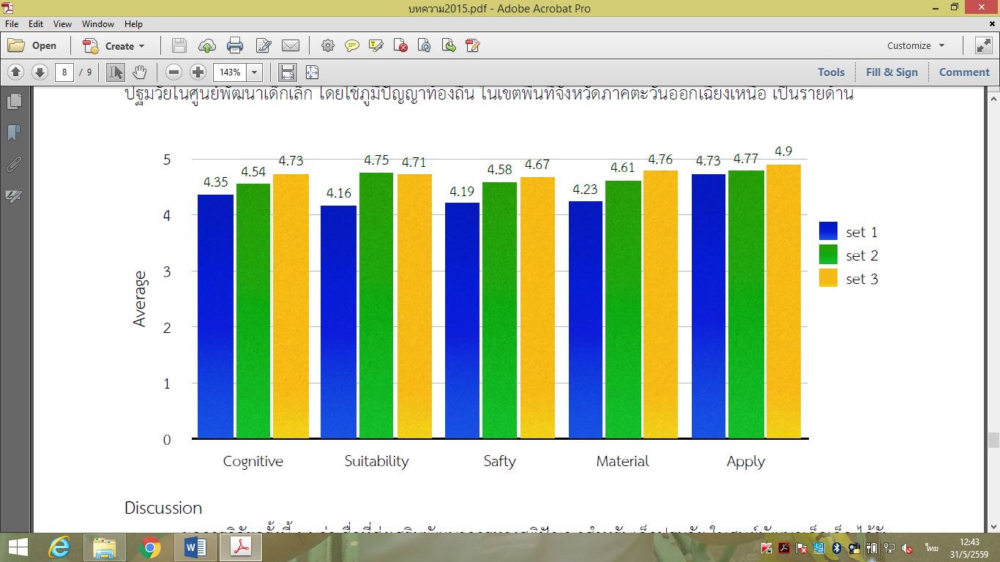 บทความ2015.pdf - Adobe Acrobat Pro
File Edit View Window Help
Open Create Customize
8 / 9 143% Tools Fill & Sign Comment
ปฐมวัยในศูนย์พัฒนาเด็กเล็ก โดยใช้ภูมิปัญญาท้องถิ่น ในเขตพื้นที่จังหวัดภาคตะวันออกเฉียงเหนือ เป็นรายด้าน
5
4
3
2
1
0
Average
4.35 4.54 4.73
4.16 4.75 4.71
4.19 4.58 4.67
4.23 4.61 4.76
4.73 4.77 4.9
set 1
set 2
set 3
Cognitive Suitability Safty Material Apply
Discussion
ไทย
12:43
31/5/2559